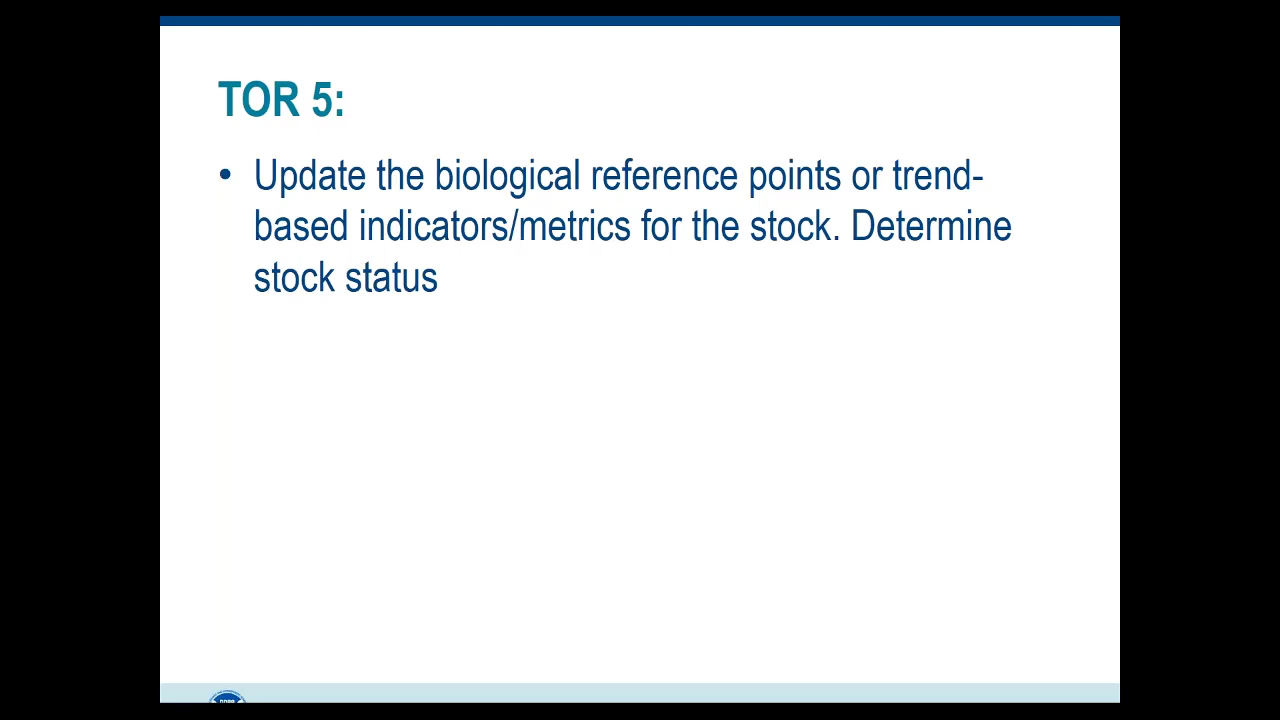 TOR 5:
• Update the biological reference points or trend-
based indicators/metrics for the stock. Determine
stock status